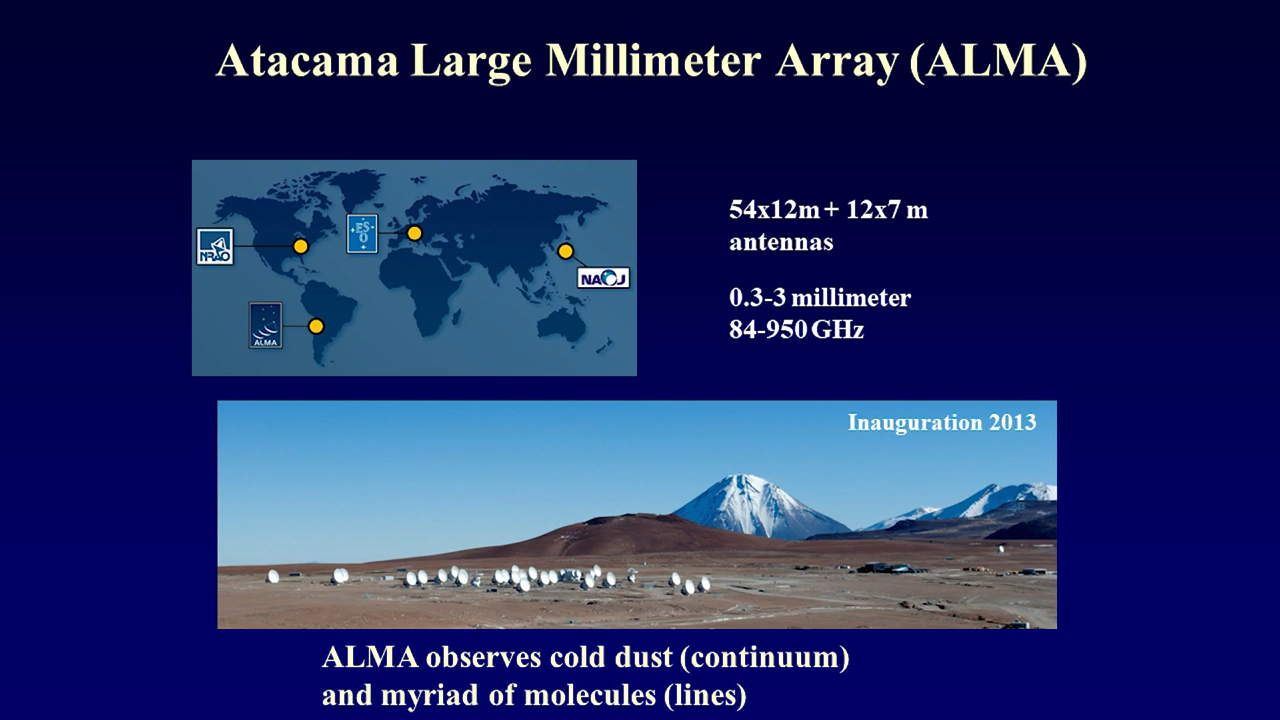 Atacama Large Millimeter Array (ALMA)
NRAO
ES
O
NAOJ
ALMA
54x12m + 12x7 m
antennas
0.3-3 millimeter
84-950 GHz
Inauguration 2013
ALMA observes cold dust (continuum)
and myriad of molecules (lines)